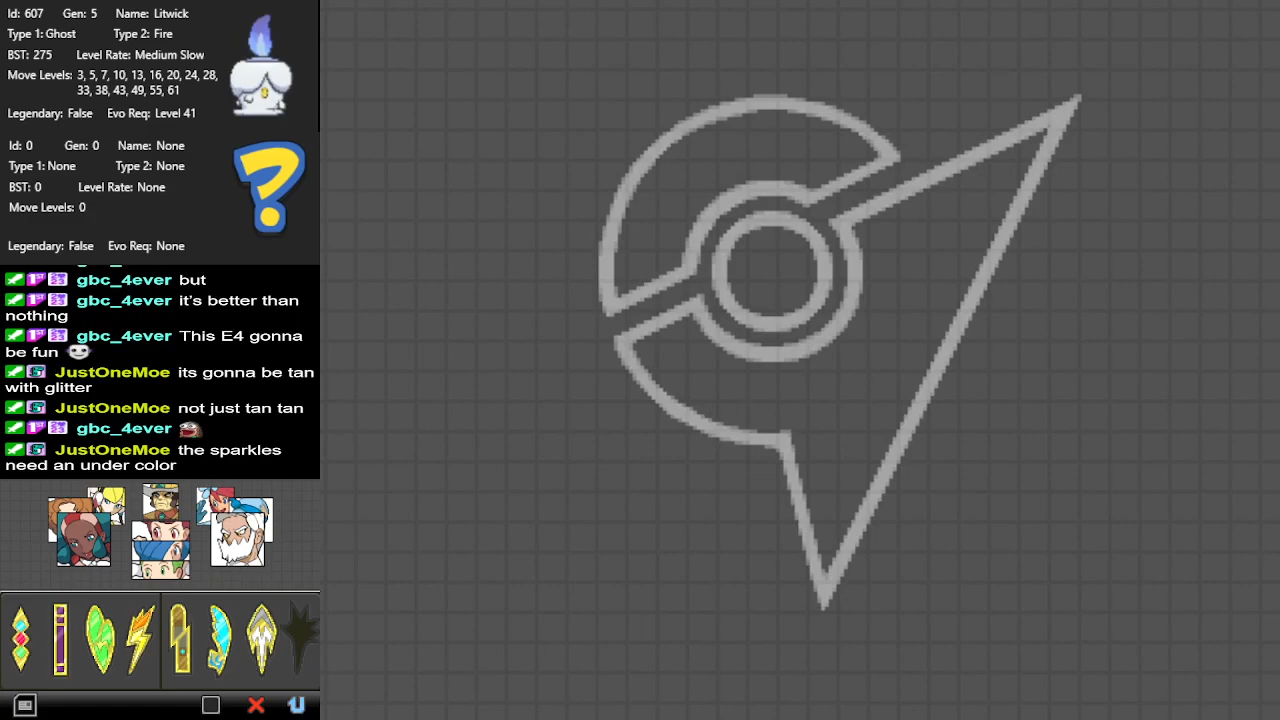 Id: 607 Gen: 5 Name: Litwick
Type 1: Ghost Type 2: Fire
BST: 275 Level Rate: Medium Slow
Move Levels: 3, 5, 7, 10, 13, 16, 20, 24, 28,
33, 38, 43, 49, 55, 61
Legendary: False Evo Req: Level 41
Id: 0 Gen: 0 Name: None
Type 1: None Type 2: None
BST: 0 Level Rate: None
Move Levels: 0
Legendary: False Evo Req: None
gbc_4ever but
gbc_4ever it's better than
nothing
gbc_4ever This E4 gonna
be fun
JustOneMoe its gonna be tan
with glitter
JustOneMoe not just tan tan
gbc_4ever
JustOneMoe the sparkles
need an under color